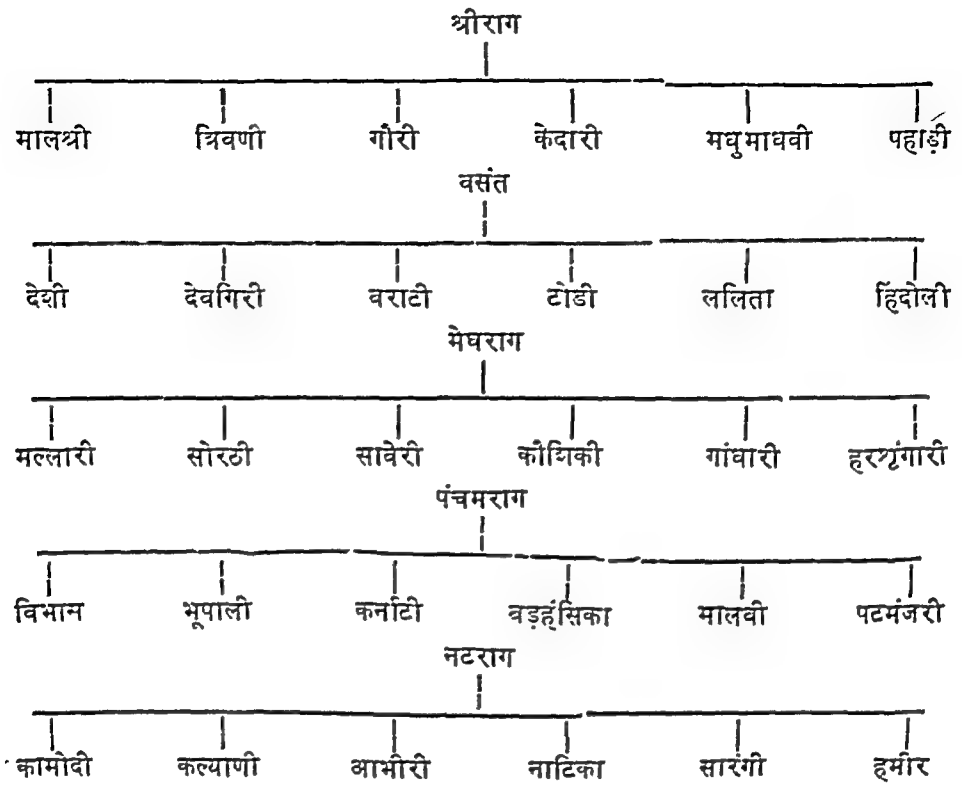 श्रीराग
मालश्री त्रिवणी गौरी केदारी मधुमाधवी पहाड़ी
वसंत
देशी देवगिरी वराटी टोडी ललिता हिंदोली
मेघराग
मल्लारी सोरठी सावेरी कौशिकी गांधारी हरश्रृंगारी
पंचमराग
विभास भूपाली कर्नाटी वड़हंसिका मालवी पटमंजरी
नटराग
कामोदी कल्याणी आभीरी नाटिका सारंगी हमीर